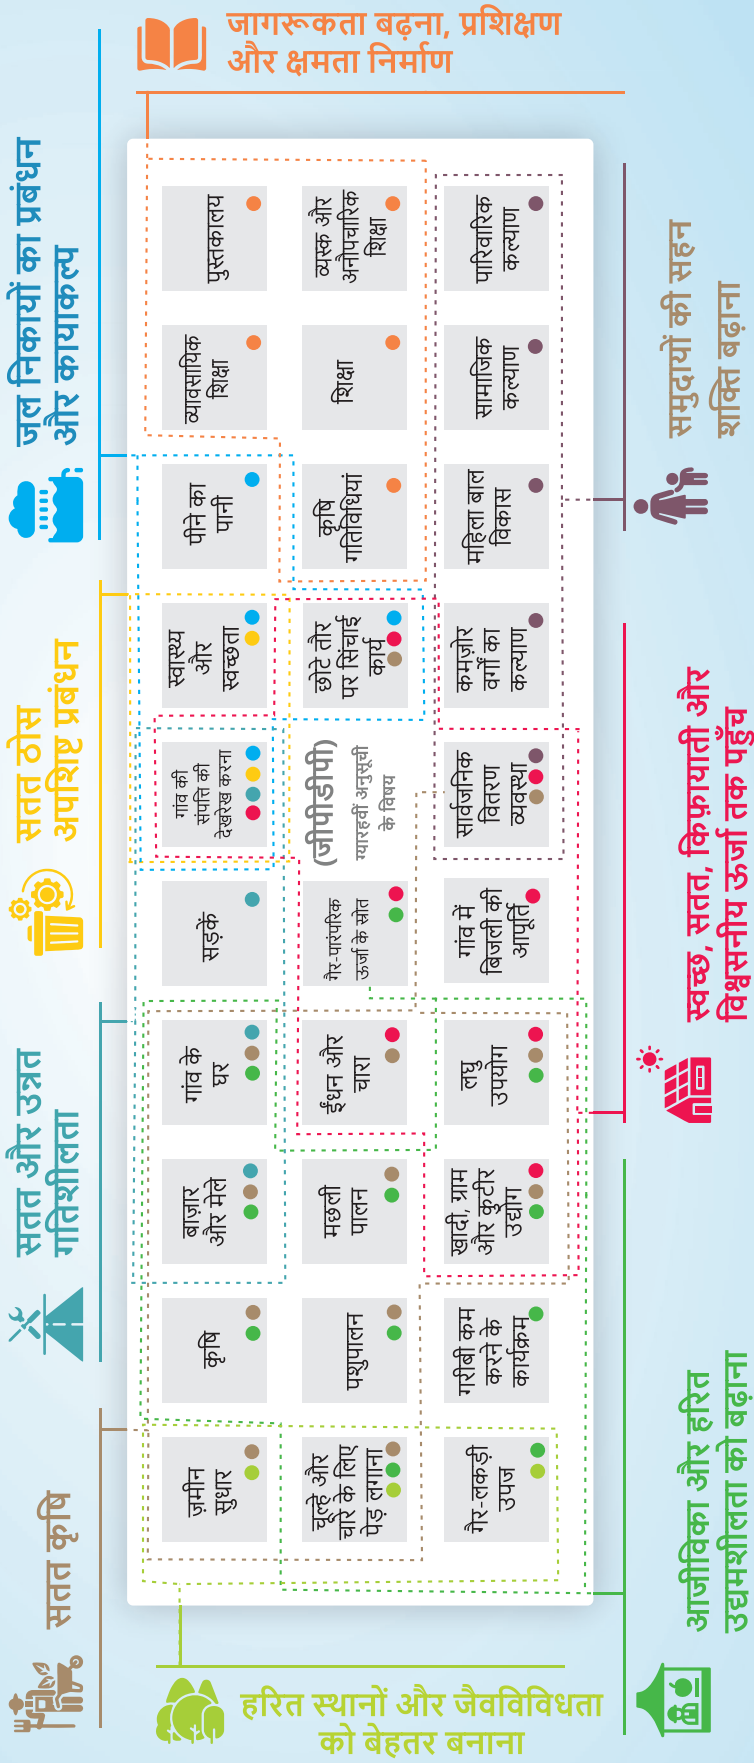 जागरूकता बढ़ना, प्रशिक्षण
और क्षमता निर्माण
जल निकायों का प्रबंधन
और कायाकल्प
सतत ठोस
अपशिष्ट प्रबंधन
सतत और उन्नत
गतिशीलता
सतत कृषि
पुस्तकालय
व्यावसायिक
शिक्षा
पीने का
पानी
स्वास्थ्य
और
स्वच्छता
गांव की
संपत्ति की
देखरेख करना
सड़कें
गांव के
घर
बाज़ार
और मेले
कृषि
ज़मीन
सुधार
व्यस्क और
अनौपचारिक
शिक्षा
शिक्षा
कृषि
गतिविधियां
छोटे तौर
पर सिंचाई
कार्य
(जीपीडीपी)
ग्यारहवीं अनुसूची
के विषय
गैर-पारंपरिक
ऊर्जा के स्रोत
ईंधन और
चारा
मछली
पालन
पशुपालन
चूल्हे और
चारे के लिए
पेड़ लगाना
पारिवारिक
कल्याण
सामाजिक
कल्याण
महिला बाल
विकास
कमज़ोर
वर्गों का
कल्याण
सार्वजनिक
वितरण
व्यवस्था
गांव में
बिजली की
आपूर्ति
लघु
उपयोग
खादी, ग्राम
और कुटीर
उद्योग
गरीबी कम
करने के
कार्यक्रम
गैर-लकड़ी
उपज
समुदायों की सहन
शक्ति बढ़ाना
स्वच्छ, सतत, किफ़ायाती और
विश्वसनीय ऊर्जा तक पहुँच
आजीविका और हरित
उद्यमशीलता को बढ़ाना
हरित स्थानों और जैवविविधता
को बेहतर बनाना